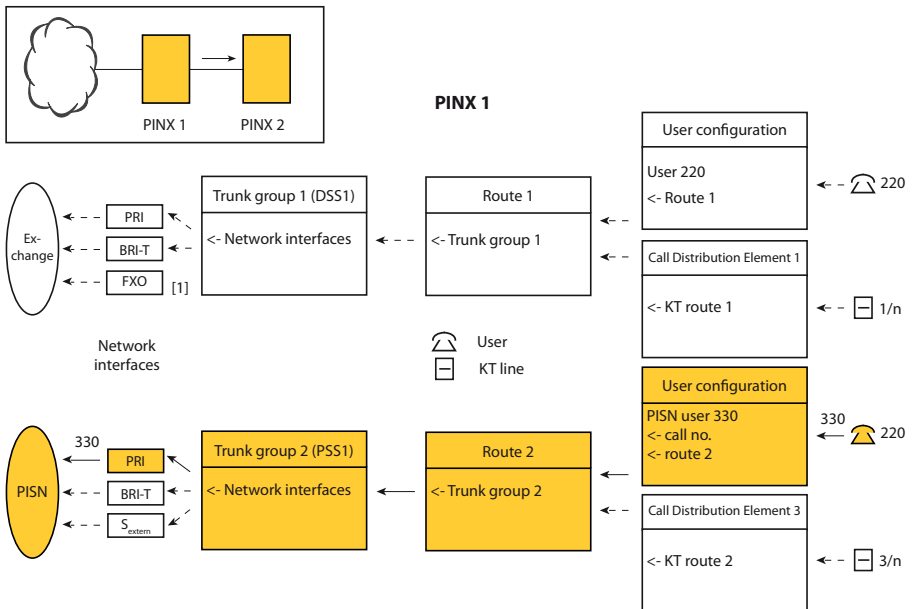 PINX 1
PINX 2
PINX 1
User configuration
User 220
<- Route 1
220
Trunk group 1 (DSS1)
<- Network interfaces
Route 1
<- Trunk group 1
Ex-
change
PRI
BRI-T
FXO
[1]
Call Distribution Element 1
<- KT route 1
1/n
Network
interfaces
User
KT line
User configuration
PISN user 330
<- call no.
<- route 2
330
220
Trunk group 2 (PSS1)
<- Network interfaces
Route 2
<- Trunk group 2
330
PISN
PRI
BRI-T
Sextern
Call Distribution Element 3
<- KT route 2
3/n